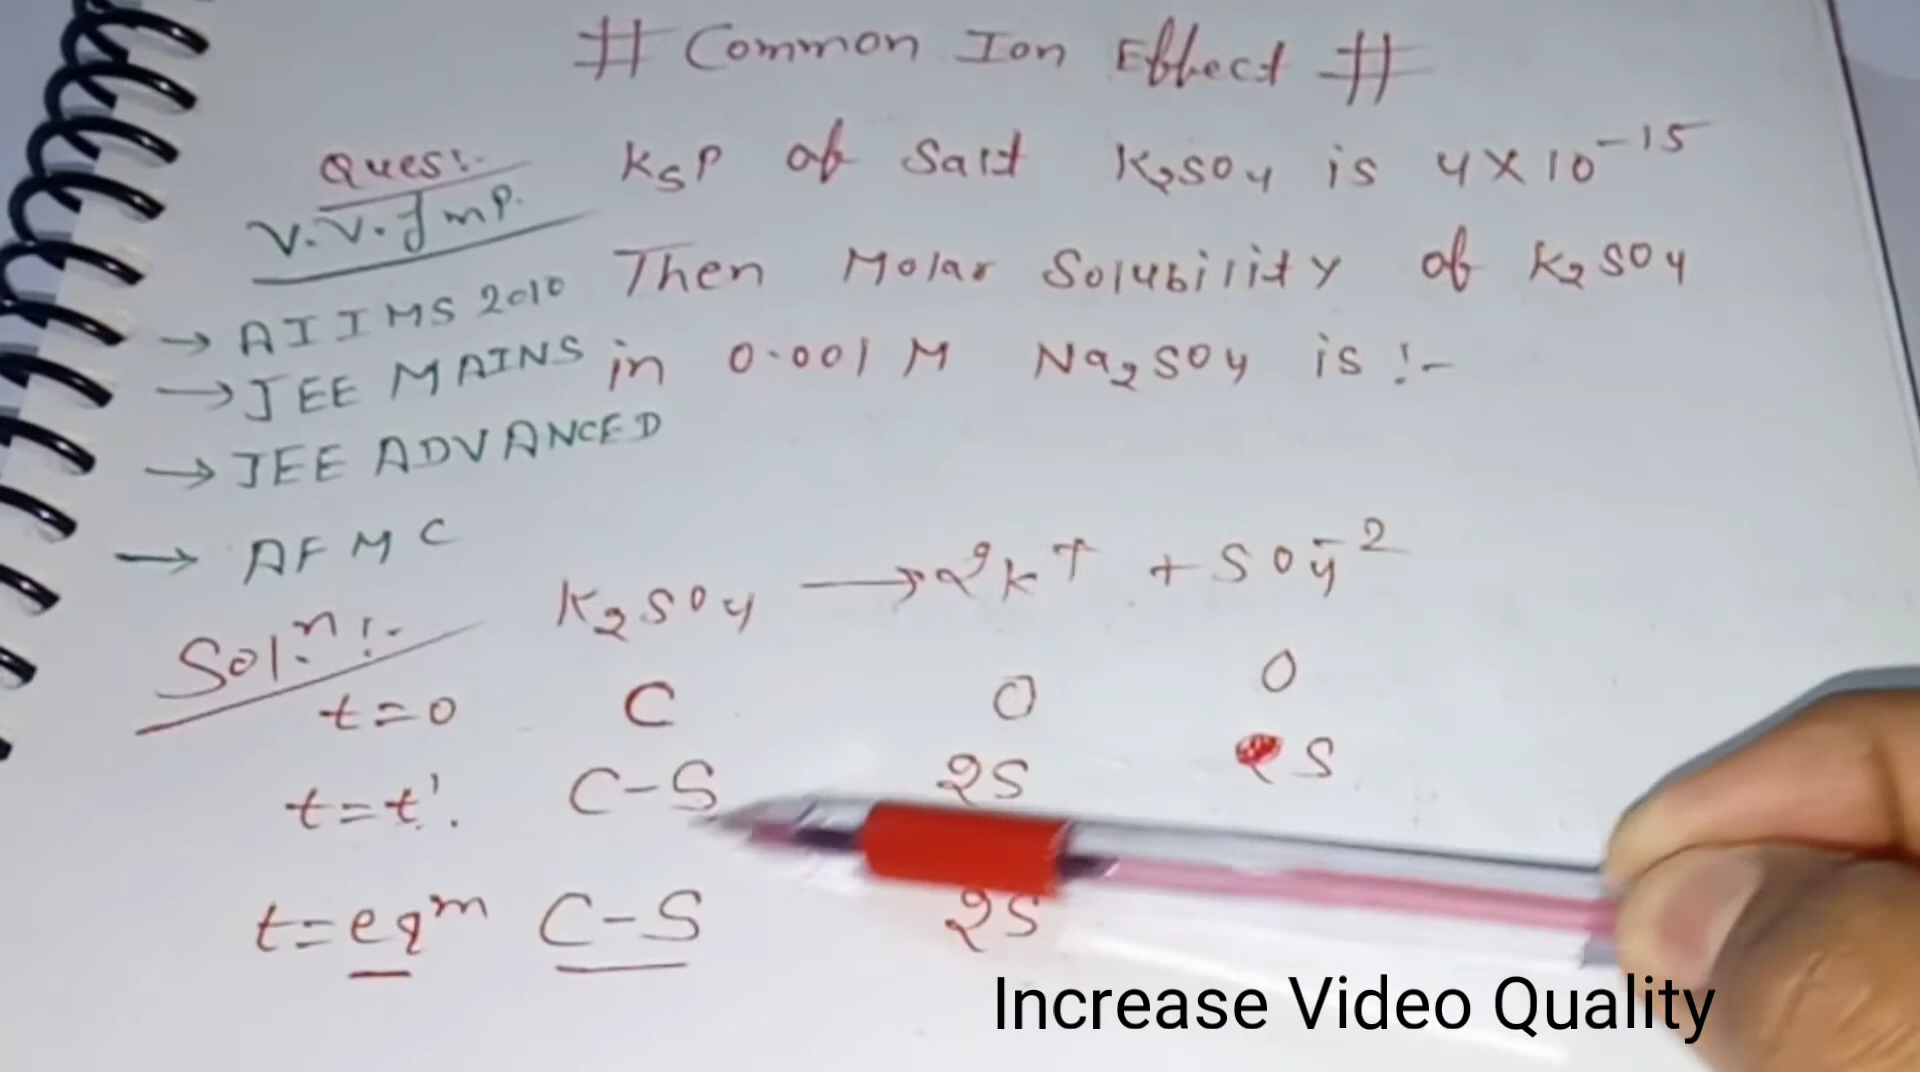 # Common Ion Effect #
Ques:- Ksp of Salt K₂SO₄ is 4×10⁻¹⁵
V.V.Imp.
Then Molar Solubility of K₂SO₄
→ AIIMS 2010
in 0.001 M Na₂SO₄ is :-
→ JEE MAINS
→ JEE ADVANCED
→ AFMC
Solⁿ:-
K₂SO₄ → 2K⁺ + SO₄⁻²
t=0 C 0 0
t=t'. C-S 2S S
t=eqᵐ C-S 2S
Increase Video Quality